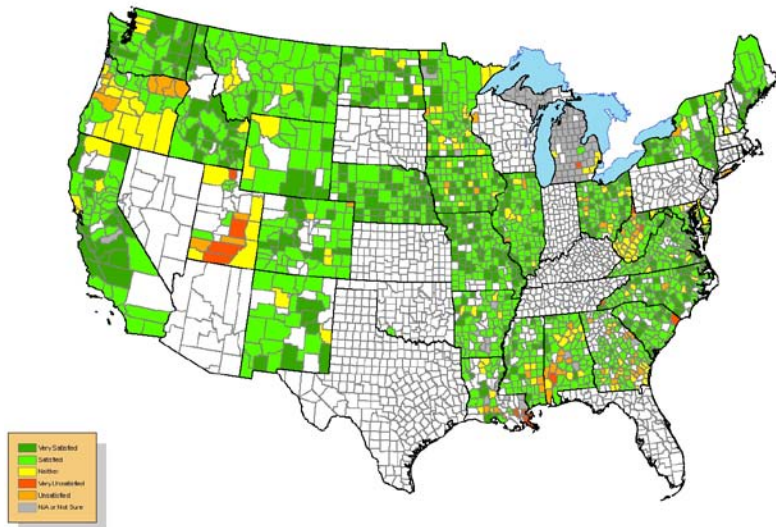 Very Satisfied
Satisfied
Neither
Very Unsatisfied
Unsatisfied
N/A or Not Sure